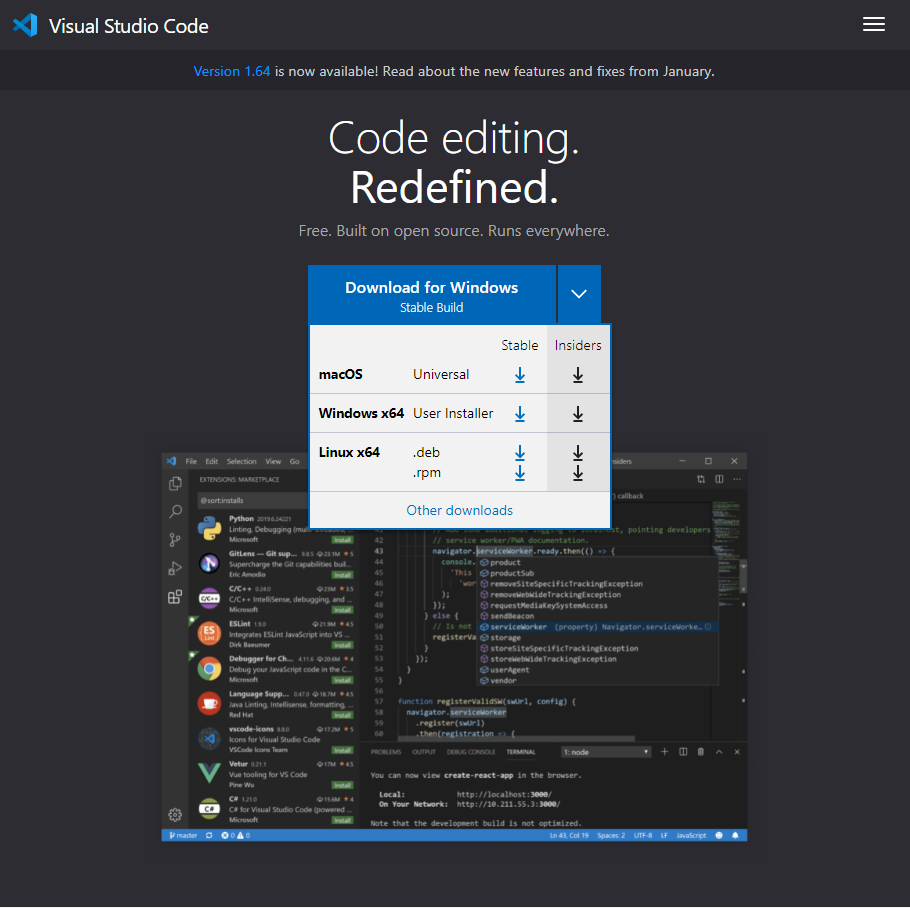 Visual Studio Code
Version 1.64 is now available! Read about the new features and fixes from January.
Code editing.
Redefined.
Free. Built on open source. Runs everywhere.
Download for Windows
Stable Build
Stable Insiders
macOS Universal
Windows x64 User Installer
Linux x64 .deb
.rpm
Other downloads
File Edit Selection View Go
EXTENSIONS: MARKETPLACE
@sort:installs
Python 2019.6.24221
Linting, Debugging (multi-threaded,
Microsoft Install
GitLens — Git sup... 9.8.5 23.1M 5
Supercharge the Git capabilities buil...
Eric Amodio Install
C/C++ 0.24.0 23M 3.5
C/C++ IntelliSense, debugging, and ...
Microsoft Install
ESLint 1.9.0 21.9M 4.5
Integrates ESLint JavaScript into VS ...
Dirk Baeumer Install
Debugger for Ch... 4.11.6 20.6M 4
Debug your JavaScript code in the C...
Microsoft Install
Language Supp... 0.47.0 18.7M 4.5
Java Linting, Intellisense, formatting, ...
Red Hat Install
vscode-icons 8.8.0 17.2M 5
Icons for Visual Studio Code
VSCode Icons Team Install
Vetur 0.21.1 17M 4.5
Vue tooling for VS Code
Pine Wu Install
C# 1.21.0 15.6M 4
C# for Visual Studio Code (powered ...
Microsoft Install
callback
pointing developers
42 // service worker/PWA documentation.
43 navigator.serviceWorker.ready.then(() => {
44 console.
45 'This
46 'wor
47 );
48 });
49 } else {
50 // Is not
51 registerVa
52 }
53 });
54 }
55 }
56
57 function registerValidSW(swUrl, config) {
58 navigator.serviceWorker
59 .register(swUrl)
60 .then(registration => {
product
productSub
removeSiteSpecificTrackingException
removeWebWideTrackingException
requestMediaKeySystemAccess
sendBeacon
serviceWorker (property) Navigator.serviceWorke...
storage
storeSiteSpecificTrackingException
storeWebWideTrackingException
userAgent
vendor
PROBLEMS OUTPUT DEBUG CONSOLE TERMINAL 1: node
You can now view create-react-app in the browser.
Local: http://localhost:3000/
On Your Network: http://10.211.55.3:3000/
Note that the development build is not optimized.
master 0 0 Ln 43, Col 19 Spaces: 2 UTF-8 LF JavaScript